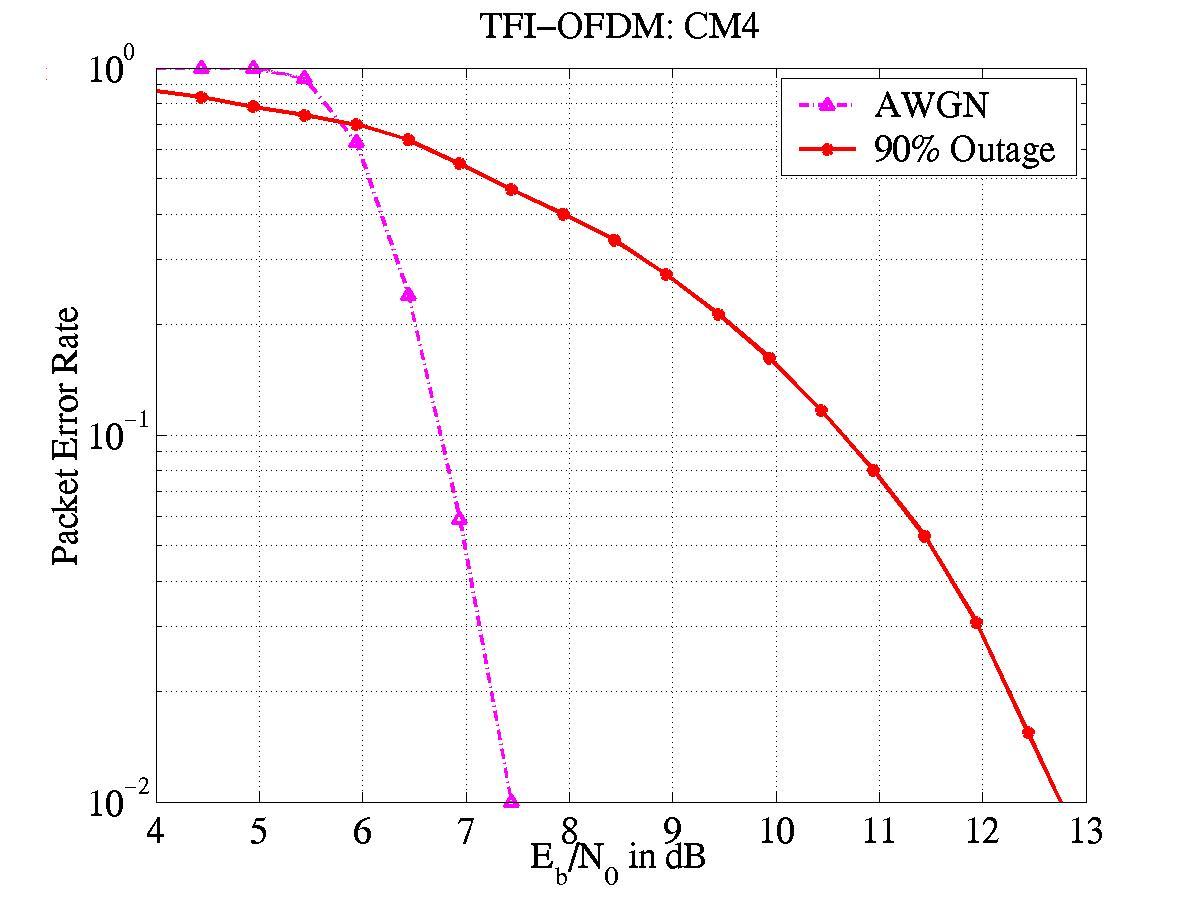 TFI−OFDM: CM4
AWGN
90% Outage
10^0
10^−1
10^−2
Packet Error Rate
4 5 6 7 8 9 10 11 12 13
E_b/N_0 in dB